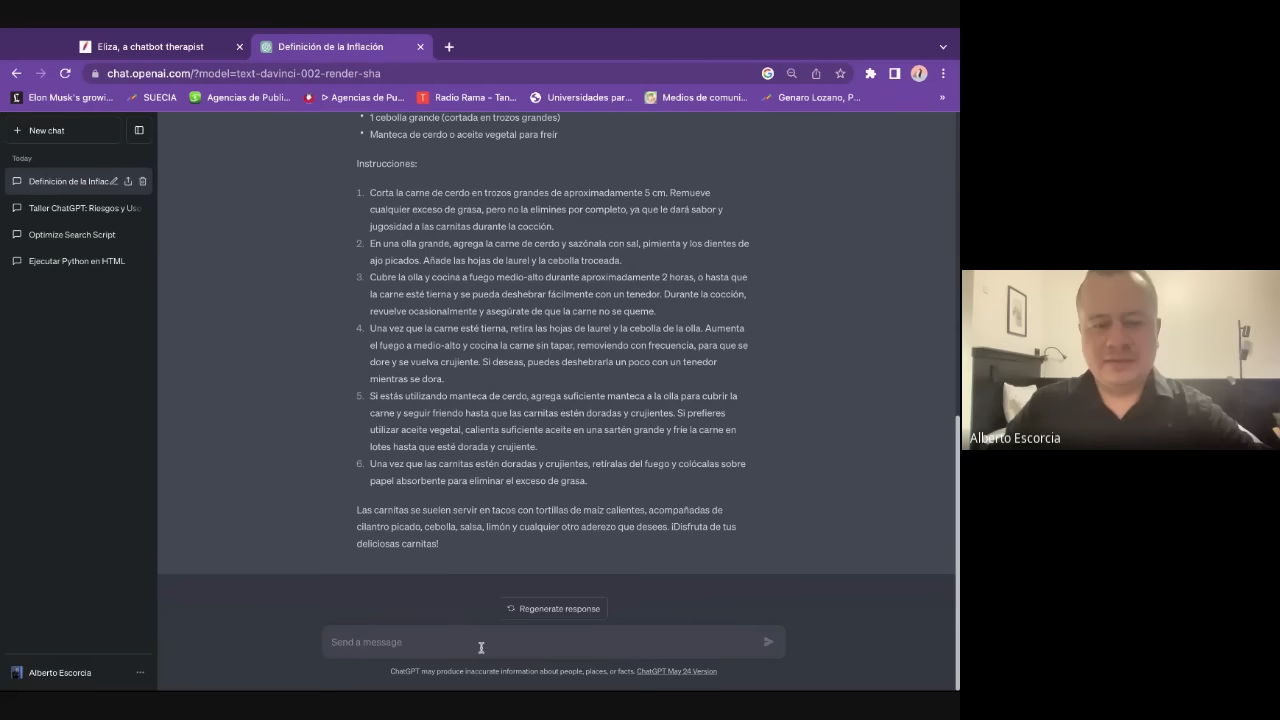 Eliza, a chatbot therapist
Definición de la Inflación
chat.openai.com/?model=text-davinci-002-render-sha
Elon Musk's growi...
SUECIA
Agencias de Publi...
Agencias de Pu...
Radio Rama – Tan...
Universidades par...
Medios de comuni...
Genaro Lozano, P...
»
+ New chat
Today
Definición de la Inflac
Taller ChatGPT: Riesgos y Uso
Optimize Search Script
Ejecutar Python en HTML
• 1 cebolla grande (cortada en trozos grandes)
• Manteca de cerdo o aceite vegetal para freír
Instrucciones:
1. Corta la carne de cerdo en trozos grandes de aproximadamente 5 cm. Remueve
cualquier exceso de grasa, pero no la elimines por completo, ya que le dará sabor y
jugosidad a las carnitas durante la cocción.
2. En una olla grande, agrega la carne de cerdo y sazónala con sal, pimienta y los dientes de
ajo picados. Añade las hojas de laurel y la cebolla troceada.
3. Cubre la olla y cocina a fuego medio-alto durante aproximadamente 2 horas, o hasta que
la carne esté tierna y se pueda deshebrar fácilmente con un tenedor. Durante la cocción,
revuelve ocasionalmente y asegúrate de que la carne no se queme.
4. Una vez que la carne esté tierna, retira las hojas de laurel y la cebolla de la olla. Aumenta
el fuego a medio-alto y cocina la carne sin tapar, removiendo con frecuencia, para que se
dore y se vuelva crujiente. Si deseas, puedes deshebrarla un poco con un tenedor
mientras se dora.
5. Si estás utilizando manteca de cerdo, agrega suficiente manteca a la olla para cubrir la
carne y seguir friendo hasta que las carnitas estén doradas y crujientes. Si prefieres
utilizar aceite vegetal, calienta suficiente aceite en una sartén grande y fríe la carne en
lotes hasta que esté dorada y crujiente.
6. Una vez que las carnitas estén doradas y crujientes, retíralas del fuego y colócalas sobre
papel absorbente para eliminar el exceso de grasa.
Las carnitas se suelen servir en tacos con tortillas de maíz calientes, acompañadas de
cilantro picado, cebolla, salsa, limón y cualquier otro aderezo que desees. ¡Disfruta de tus
deliciosas carnitas!
Regenerate response
Send a message
ChatGPT may produce inaccurate information about people, places, or facts. ChatGPT May 24 Version
Alberto Escorcia
Alberto Escorcia